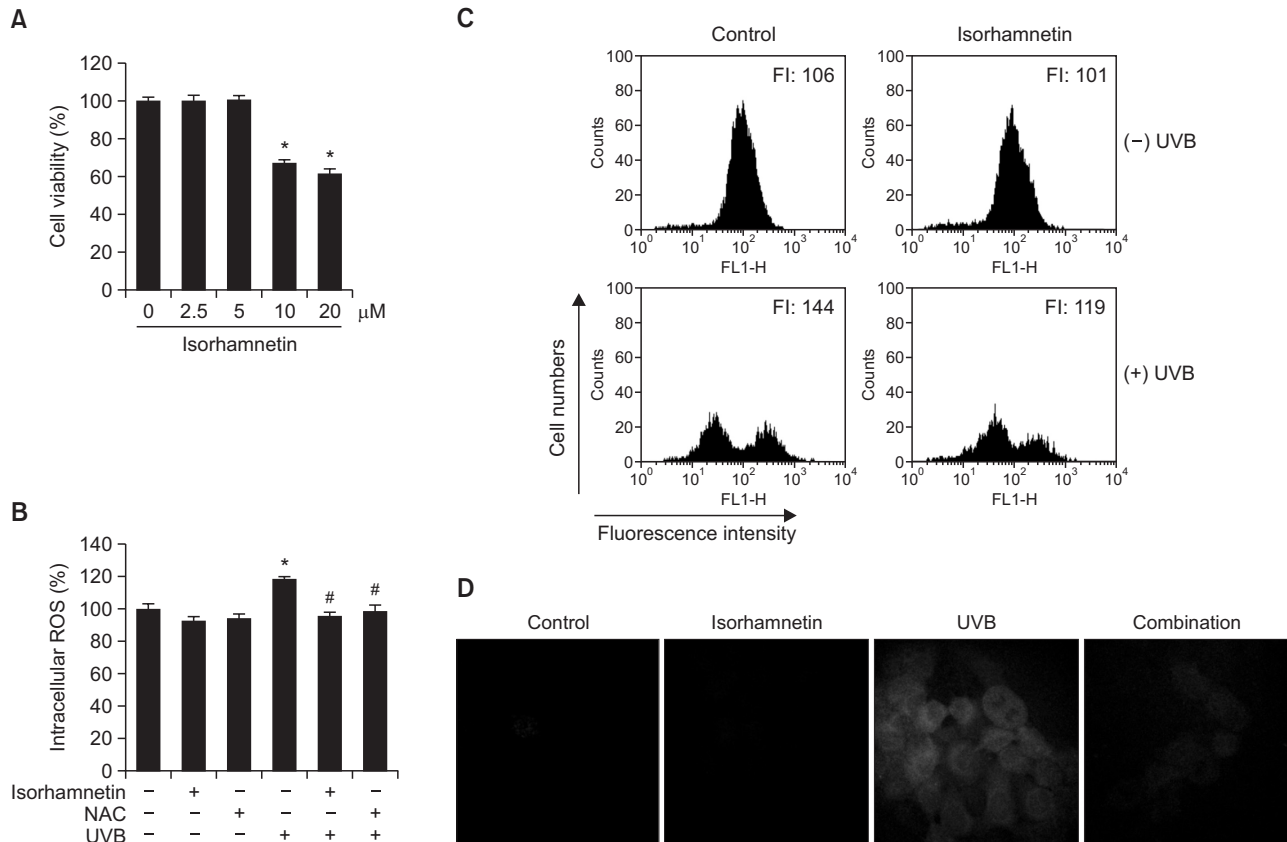 A
120
100
80
60
40
20
0
Cell viability (%)
* *
0 2.5 5 10 20 μM
Isorhamnetin
B
140
120
100
80
60
40
20
0
Intracellular ROS (%)
*
# #
Isorhamnetin − + − − + −
NAC − − + − − +
UVB − − − + + +
C
Control Isorhamnetin
100
80
60
40
20
0
Counts
FI: 106
10^0 10^1 10^2 10^3 10^4
FL1-H
100
80
60
40
20
0
Counts
FI: 101
10^0 10^1 10^2 10^3 10^4
FL1-H
(−) UVB
100
80
60
40
20
0
Counts
FI: 144
10^0 10^1 10^2 10^3 10^4
FL1-H
100
80
60
40
20
0
Counts
FI: 119
10^0 10^1 10^2 10^3 10^4
FL1-H
(+) UVB
Cell numbers
Fluorescence intensity
D
Control Isorhamnetin UVB Combination